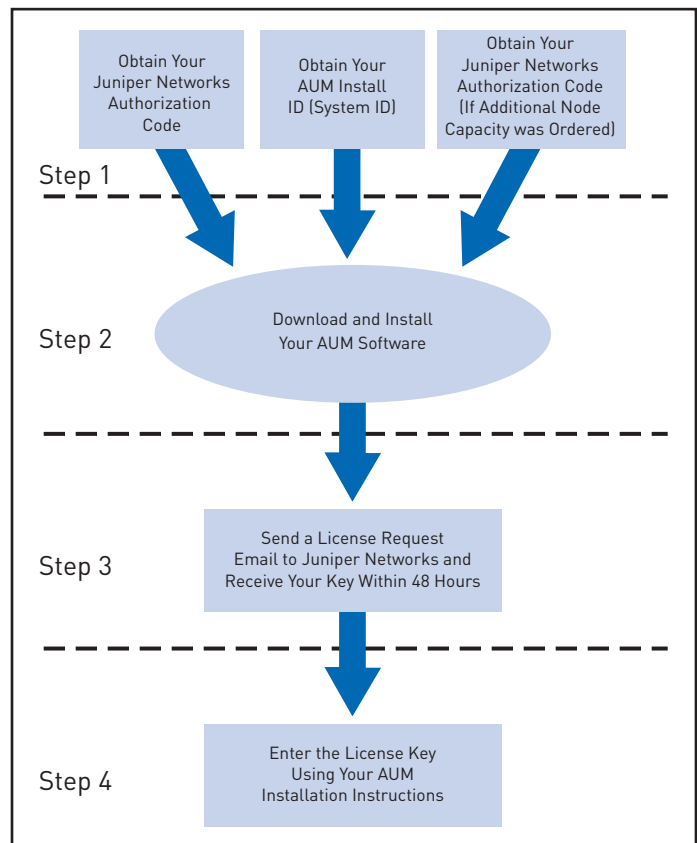 Obtain Your
Juniper Networks
Authorization
Code
Obtain Your
AUM Install
ID (System ID)
Obtain Your
Juniper Networks
Authorization Code
(If Additional Node
Capacity was Ordered)
Step 1
Step 2
Download and Install
Your AUM Software
Step 3
Send a License Request
Email to Juniper Networks and
Receive Your Key Within 48 Hours
Step 4
Enter the License Key
Using Your AUM
Installation Instructions